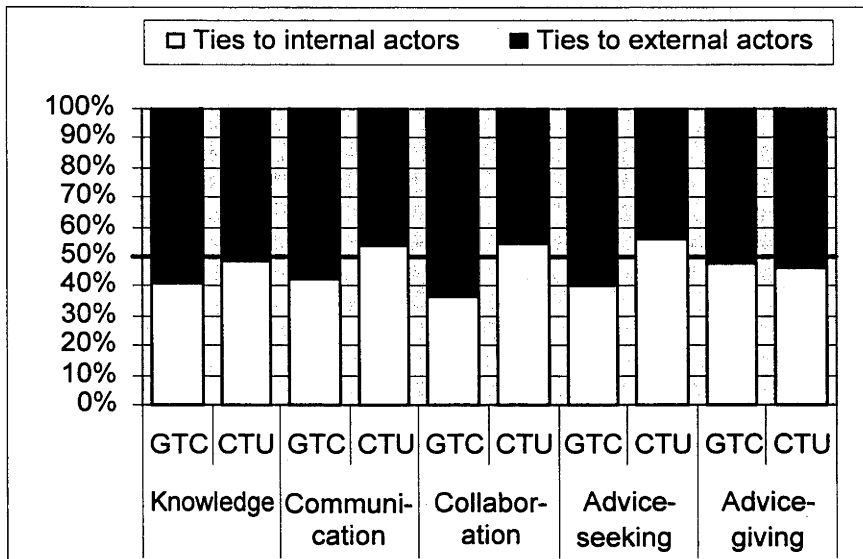 Ties to internal actors Ties to external actors
100%
90%
80%
70%
60%
50%
40%
30%
20%
10%
0%
GTC CTU GTC CTU GTC CTU GTC CTU GTC CTU
Knowledge Communi- Collabor- Advice- Advice-
cation ation seeking giving